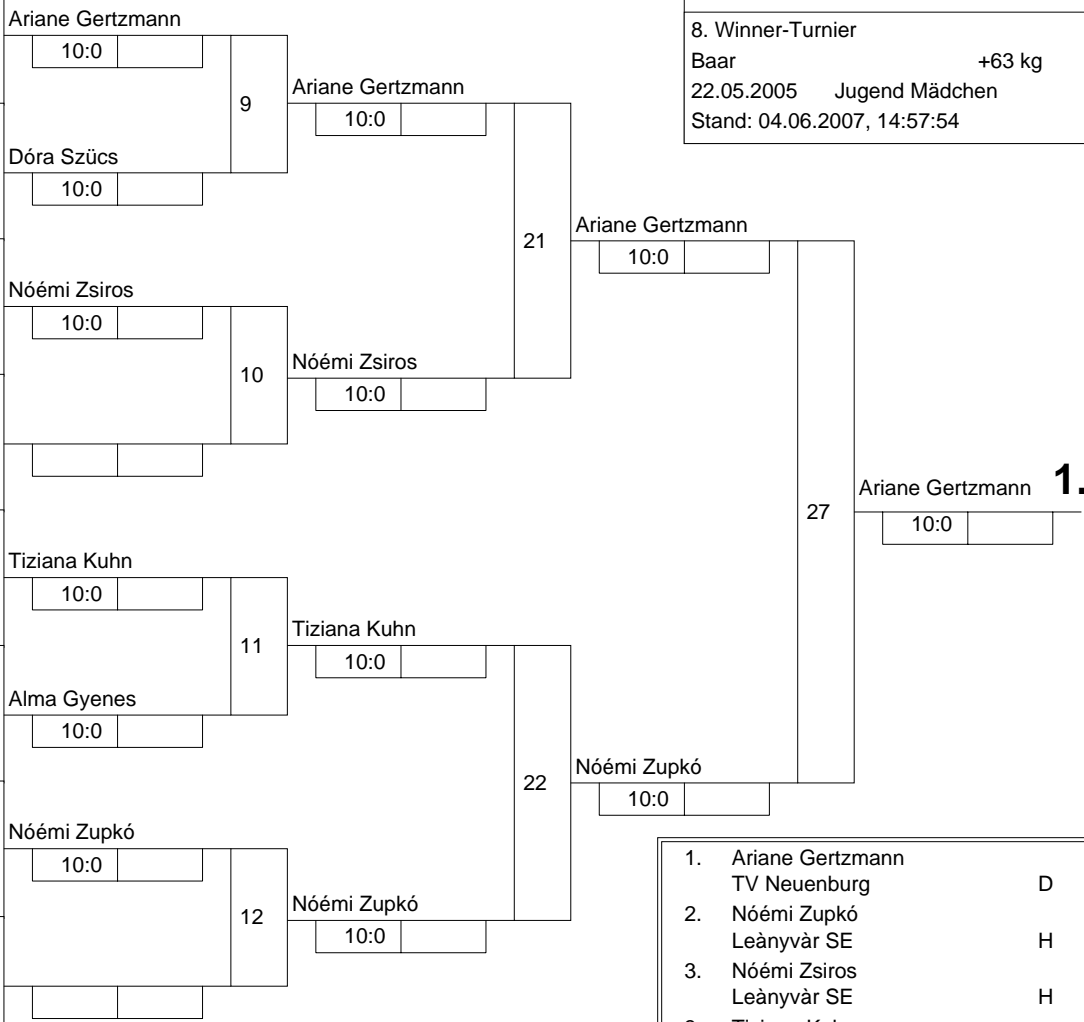 Ariane Gertzmann
10:0
9
Dóra Szücs
10:0
Nóémi Zsiros
10:0
10
Tiziana Kuhn
10:0
11
Alma Gyenes
10:0
Nóémi Zupkó
10:0
12
Ariane Gertzmann
10:0
21
Nóémi Zsiros
10:0
Tiziana Kuhn
10:0
22
Nóémi Zupkó
10:0
Ariane Gertzmann
10:0
27
Nóémi Zupkó
10:0
Ariane Gertzmann 1.
10:0
8. Winner-Turnier
Baar +63 kg
22.05.2005 Jugend Mädchen
Stand: 04.06.2007, 14:57:54
1. Ariane Gertzmann
TV Neuenburg D
2. Nóémi Zupkó
Leànyvàr SE H
3. Nóémi Zsiros
Leànyvàr SE H